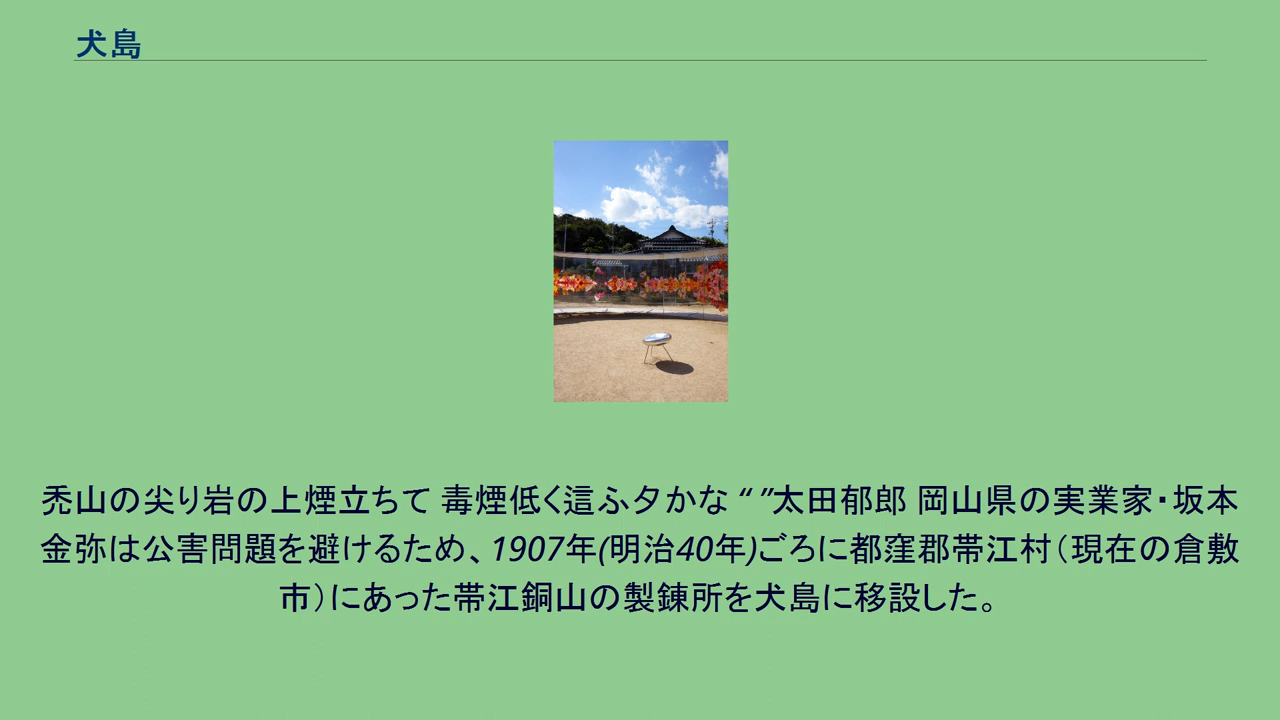 犬島
禿山の尖り岩の上煙立ちて 毒煙低く這ふ夕かな “ ”太田郁郎 岡山県の実業家・坂本
金弥は公害問題を避けるため、1907年(明治40年)ごろに都窪郡帯江村（現在の倉敷
市）にあった帯江銅山の製錬所を犬島に移設した。